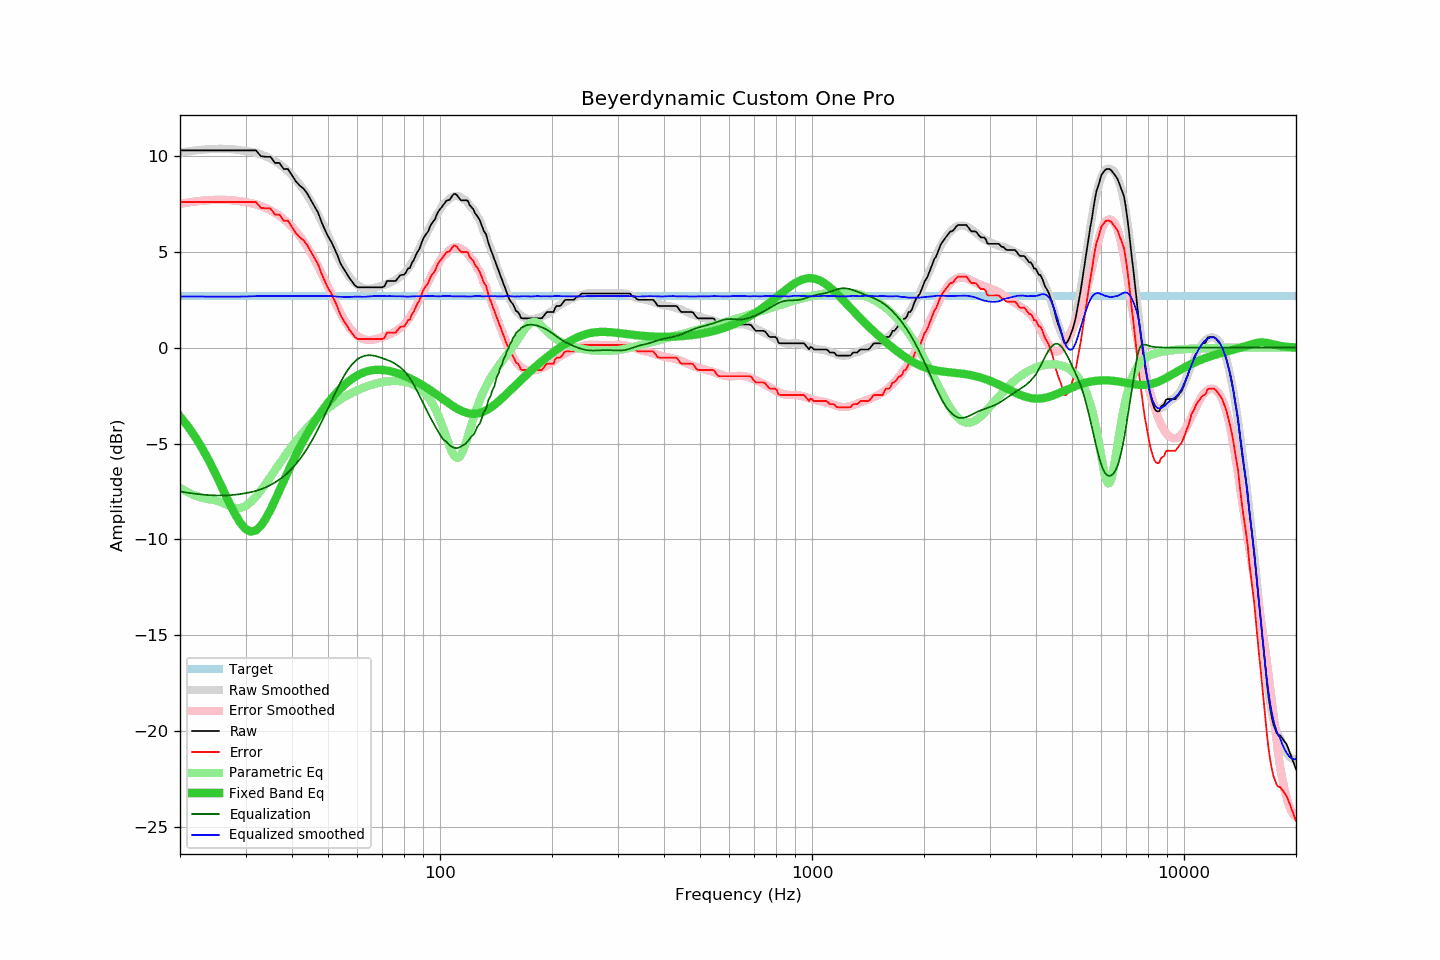 Beyerdynamic Custom One Pro
Amplitude (dBr)
10
5
0
−5
−10
−15
−20
−25
Target
Raw Smoothed
Error Smoothed
Raw
Error
Parametric Eq
Fixed Band Eq
Equalization
Equalized smoothed
100 1000 10000
Frequency (Hz)